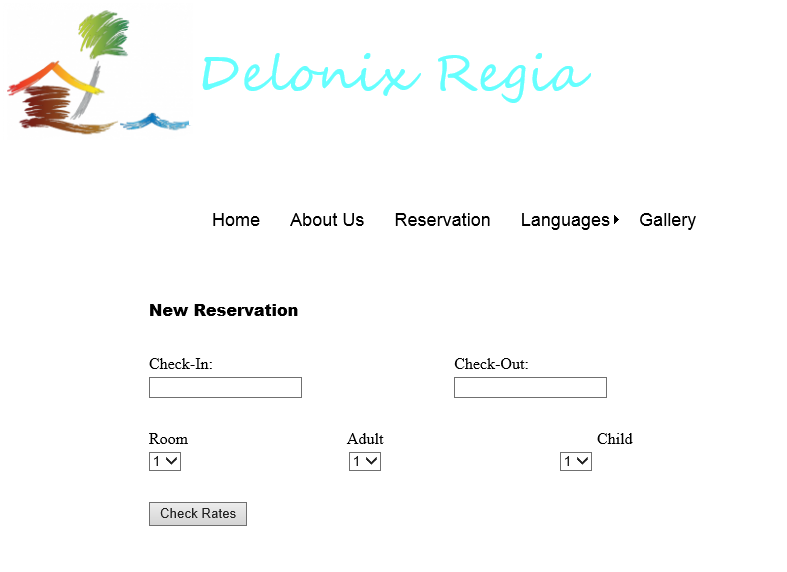 Delonix Regia
Home About Us Reservation Languages Gallery
New Reservation
Check-In: Check-Out:
Room Adult Child
1 1 1
Check Rates